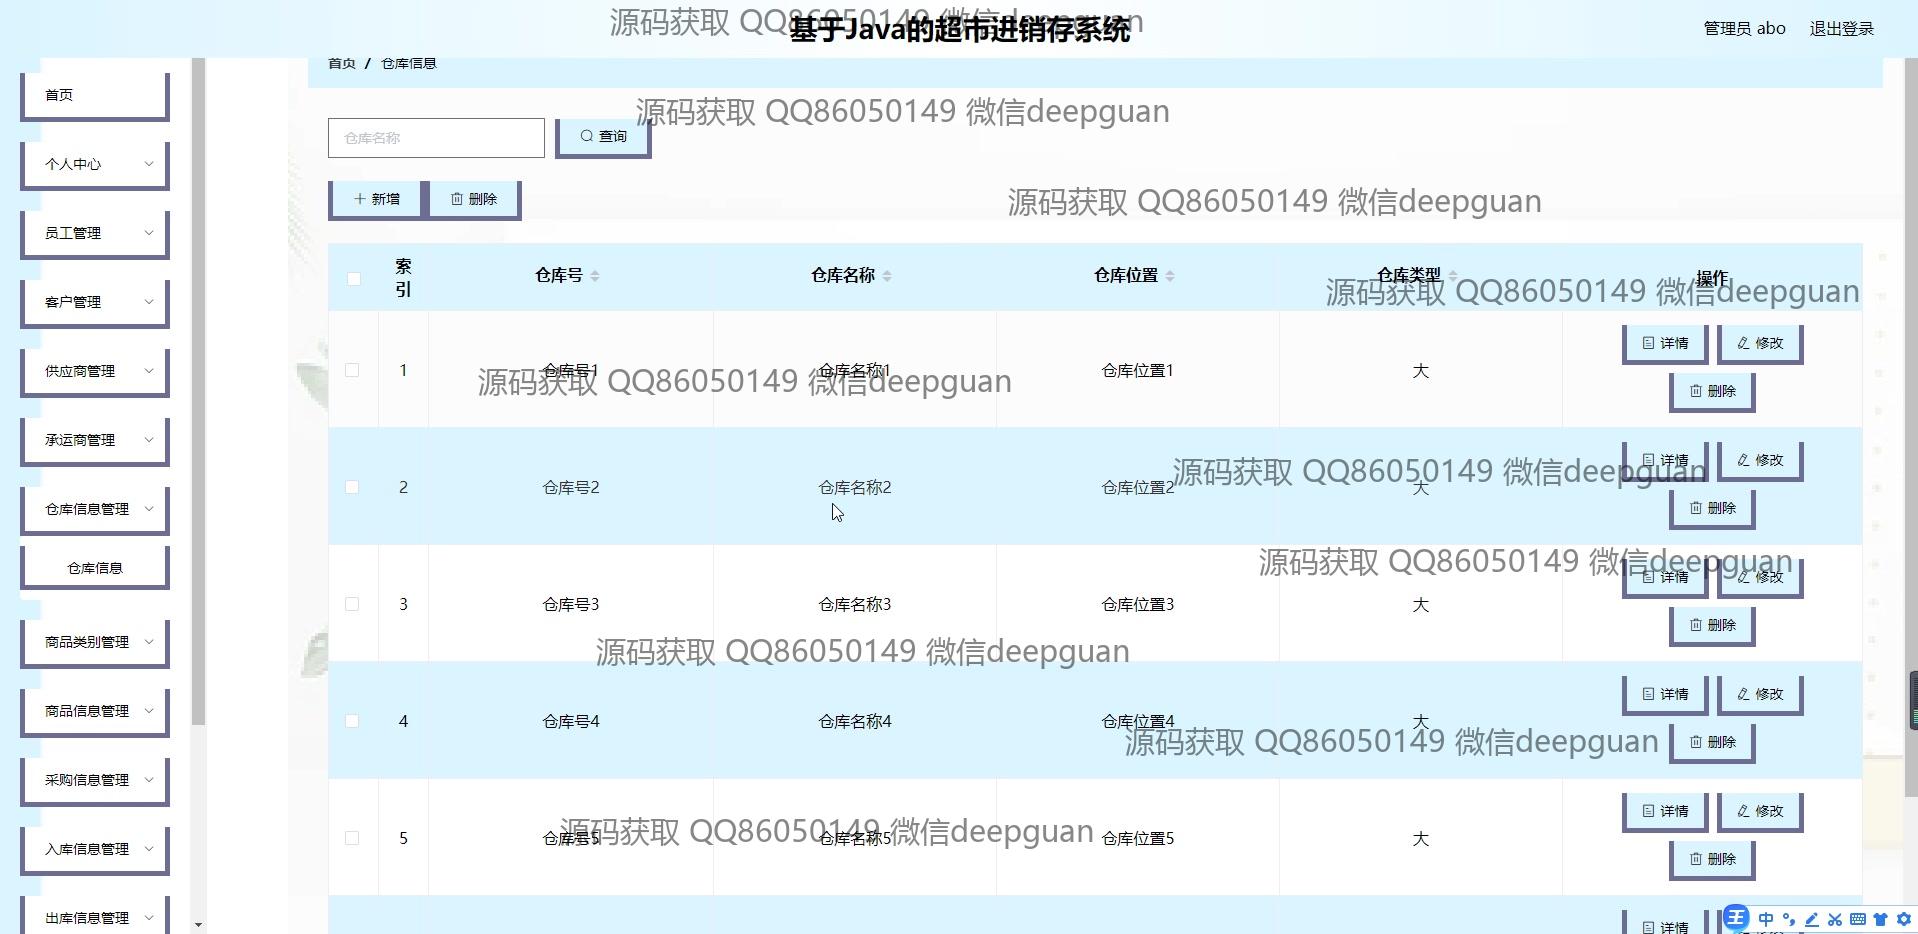 源码获取 QQ86050149 微信deepguan
基于Java的超市进销存系统
管理员 abo 退出登录
首页 / 仓库信息
首页
个人中心
员工管理
客户管理
供应商管理
承运商管理
仓库信息管理
仓库信息
商品类别管理
商品信息管理
采购信息管理
入库信息管理
出库信息管理
源码获取 QQ86050149 微信deepguan
仓库名称 查询
新增 删除
源码获取 QQ86050149 微信deepguan
索引 仓库号 仓库名称 仓库位置 仓库类型 操作
源码获取 QQ86050149 微信deepguan
1 仓库号1 仓库名称1 仓库位置1 大 详情 修改
删除
源码获取 QQ86050149 微信deepguan
2 仓库号2 仓库名称2 仓库位置2 大 详情 修改
删除
源码获取 QQ86050149 微信deepguan
3 仓库号3 仓库名称3 仓库位置3 大 详情 修改
删除
源码获取 QQ86050149 微信deepguan
源码获取 QQ86050149 微信deepguan
4 仓库号4 仓库名称4 仓库位置4 大 详情 修改
删除
源码获取 QQ86050149 微信deepguan
5 仓库号5 仓库名称5 仓库位置5 大 详情 修改
删除
源码获取 QQ86050149 微信deepguan
详情
王 中